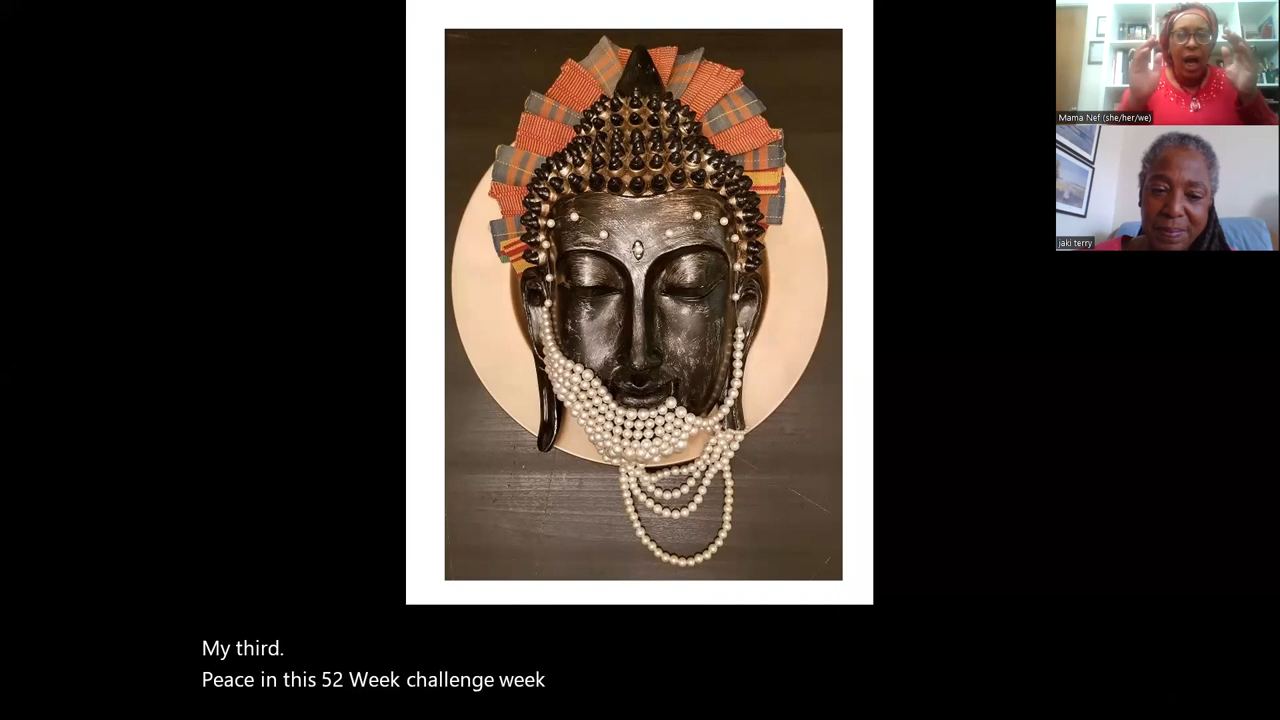 Mama Nef (she/her/we)
jaki terry
My third.
Peace in this 52 Week challenge week